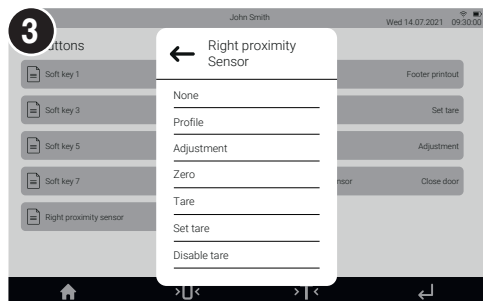 3
John Smith
Wed 14.07.2021 09:30:00
uttons
Right proximity
Sensor
Soft key 1
Footer printout
None
Profile
Soft key 3
Set tare
Adjustment
Soft key 5
Adjustment
Zero
Soft key 7
nsor
Close door
Tare
Right proximity sensor
Set tare
Disable tare
>0<
>T<